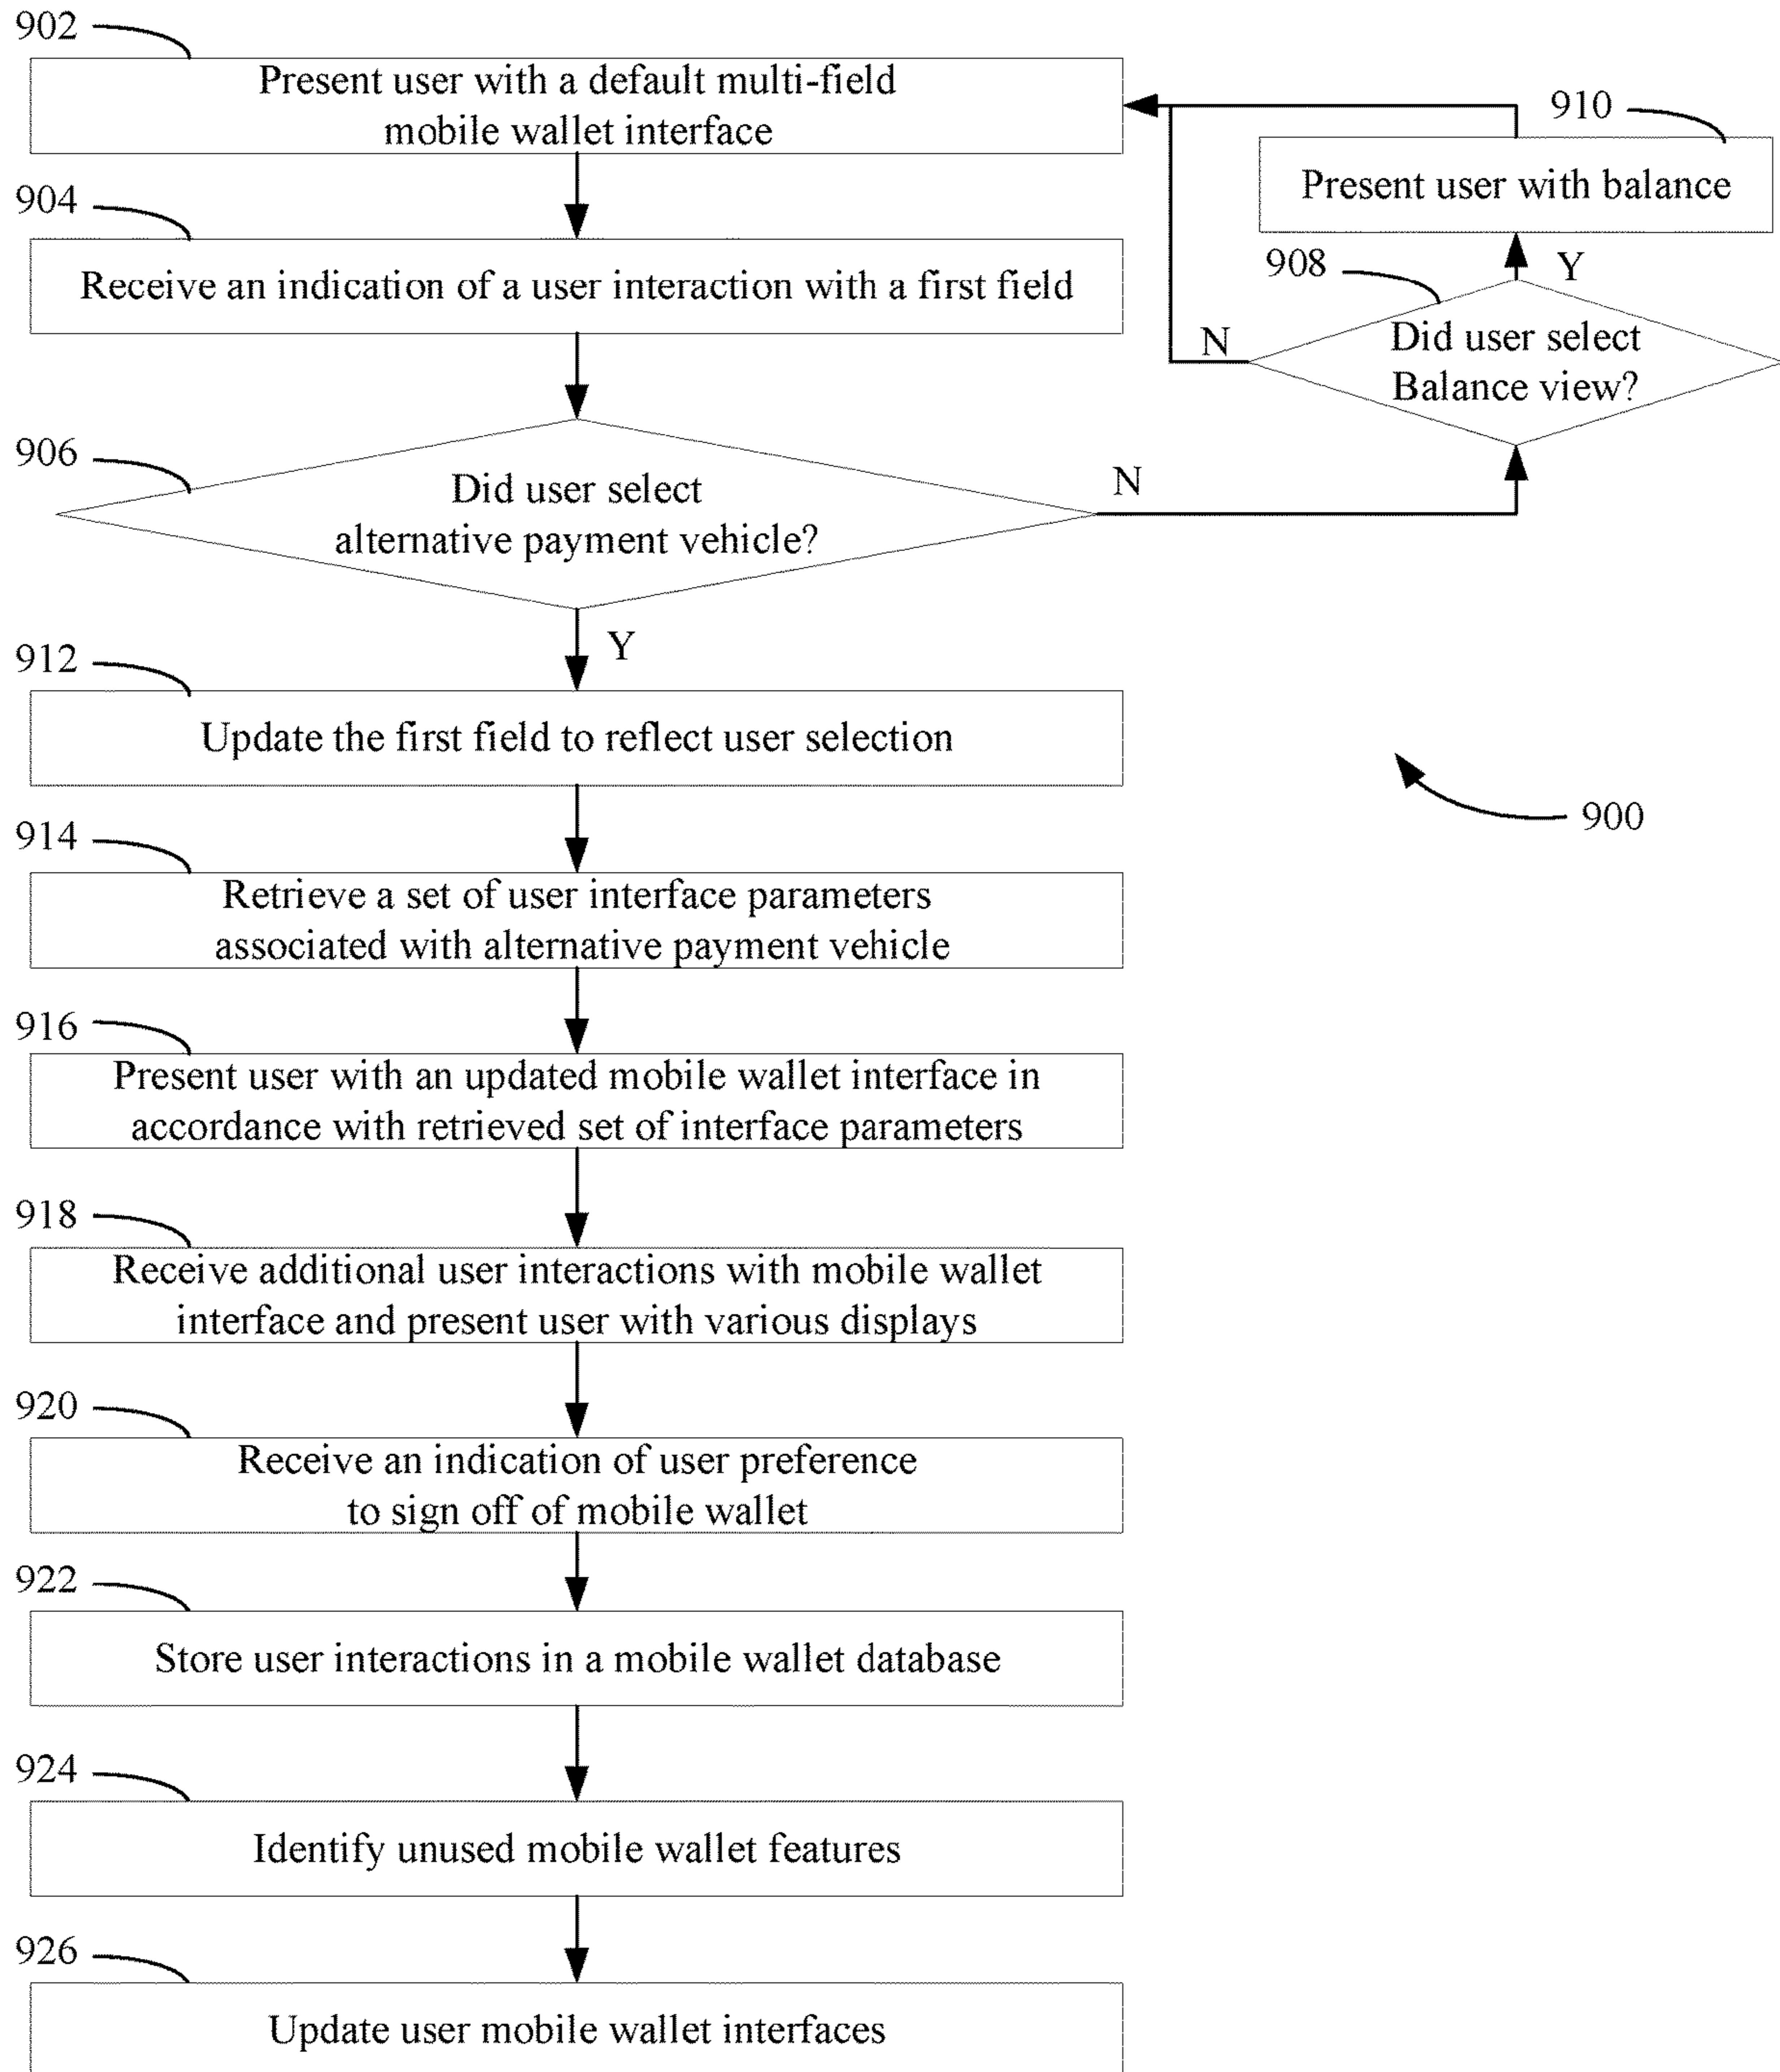 902
Present user with a default multi-field
mobile wallet interface
910
Present user with balance
904
Receive an indication of a user interaction with a first field
908
Y
Did user select
Balance view?
N
906
Did user select
alternative payment vehicle?
N
Y
912
Update the first field to reflect user selection
900
914
Retrieve a set of user interface parameters
associated with alternative payment vehicle
916
Present user with an updated mobile wallet interface in
accordance with retrieved set of interface parameters
918
Receive additional user interactions with mobile wallet
interface and present user with various displays
920
Receive an indication of user preference
to sign off of mobile wallet
922
Store user interactions in a mobile wallet database
924
Identify unused mobile wallet features
926
Update user mobile wallet interfaces